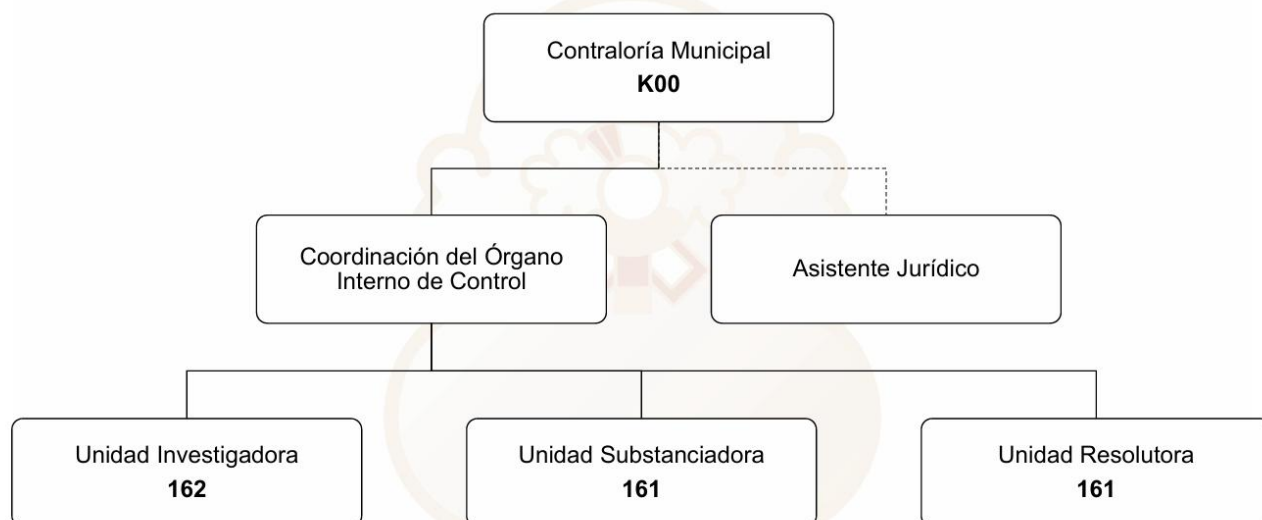 Contraloría Municipal
K00
Coordinación del Órgano
Interno de Control
Asistente Jurídico
Unidad Investigadora
162
Unidad Substanciadora
161
Unidad Resolutora
161